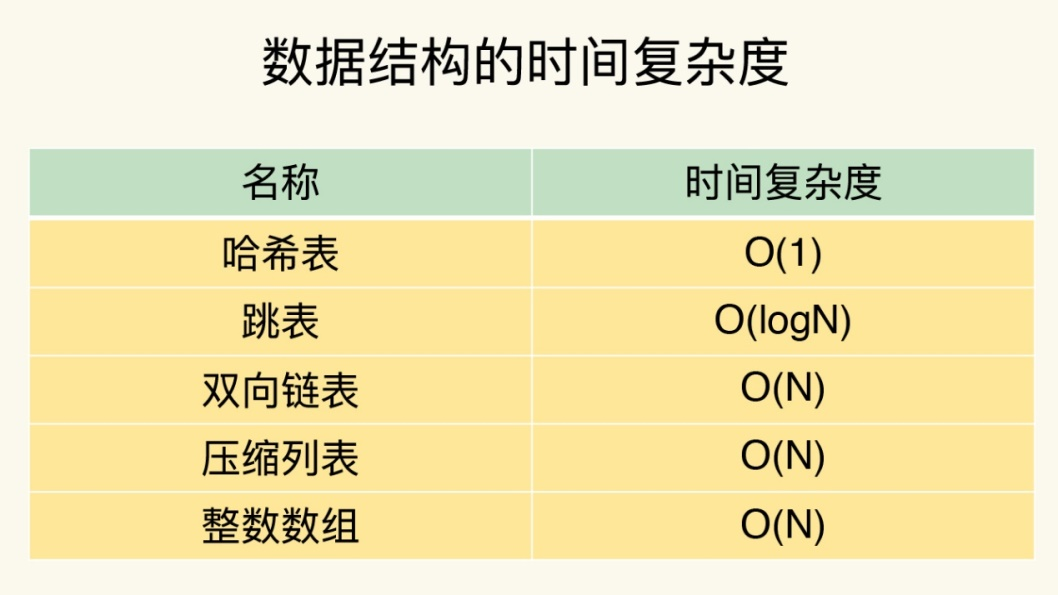 数据结构的时间复杂度
名称 时间复杂度
哈希表 O(1)
跳表 O(logN)
双向链表 O(N)
压缩列表 O(N)
整数数组 O(N)